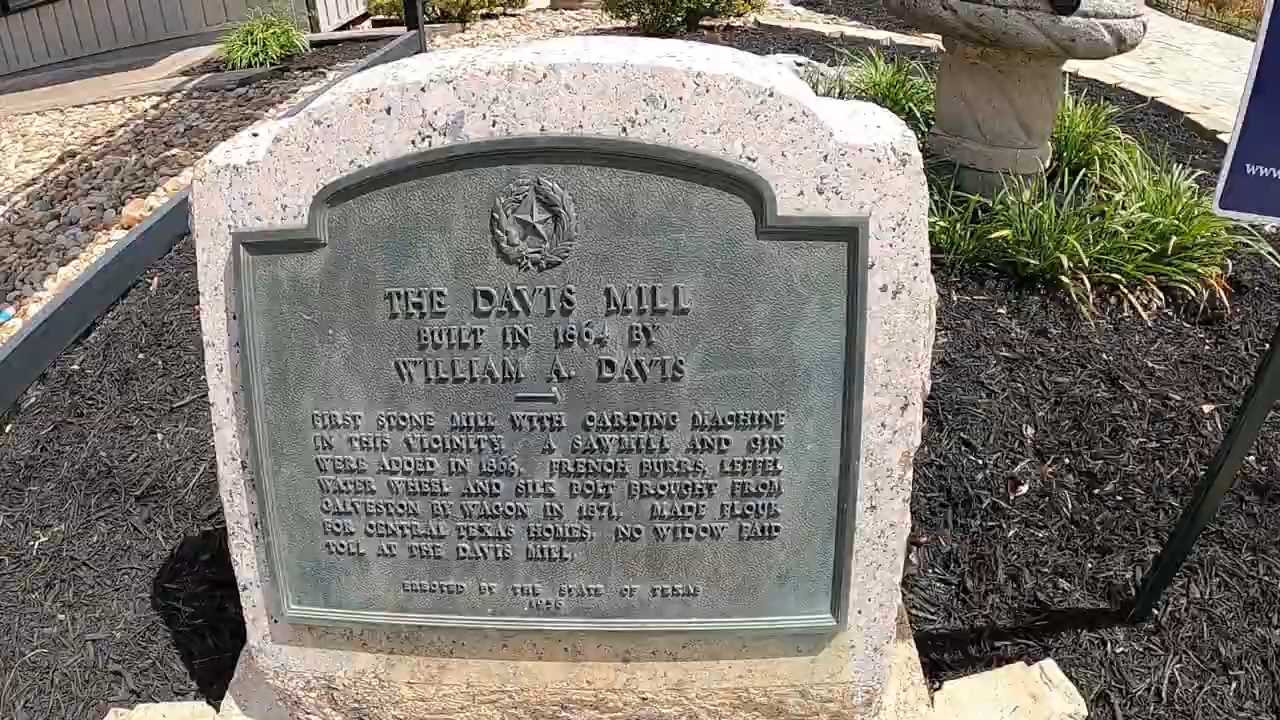 THE DAVIS MILL
BUILT IN 1864 BY
WILLIAM A. DAVIS
FIRST STONE MILL WITH CARDING MACHINE
IN THIS VICINITY. A SAWMILL AND GIN
WERE ADDED IN 1869. FRENCH BURRS, LEFFEL
WATER WHEEL AND SILK BOLT BROUGHT FROM
GALVESTON BY WAGON IN 1871. MADE FLOUR
FOR CENTRAL TEXAS HOMES. NO WIDOW PAID
TOLL AT THE DAVIS MILL.
ERECTED BY THE STATE OF TEXAS
1936
www.